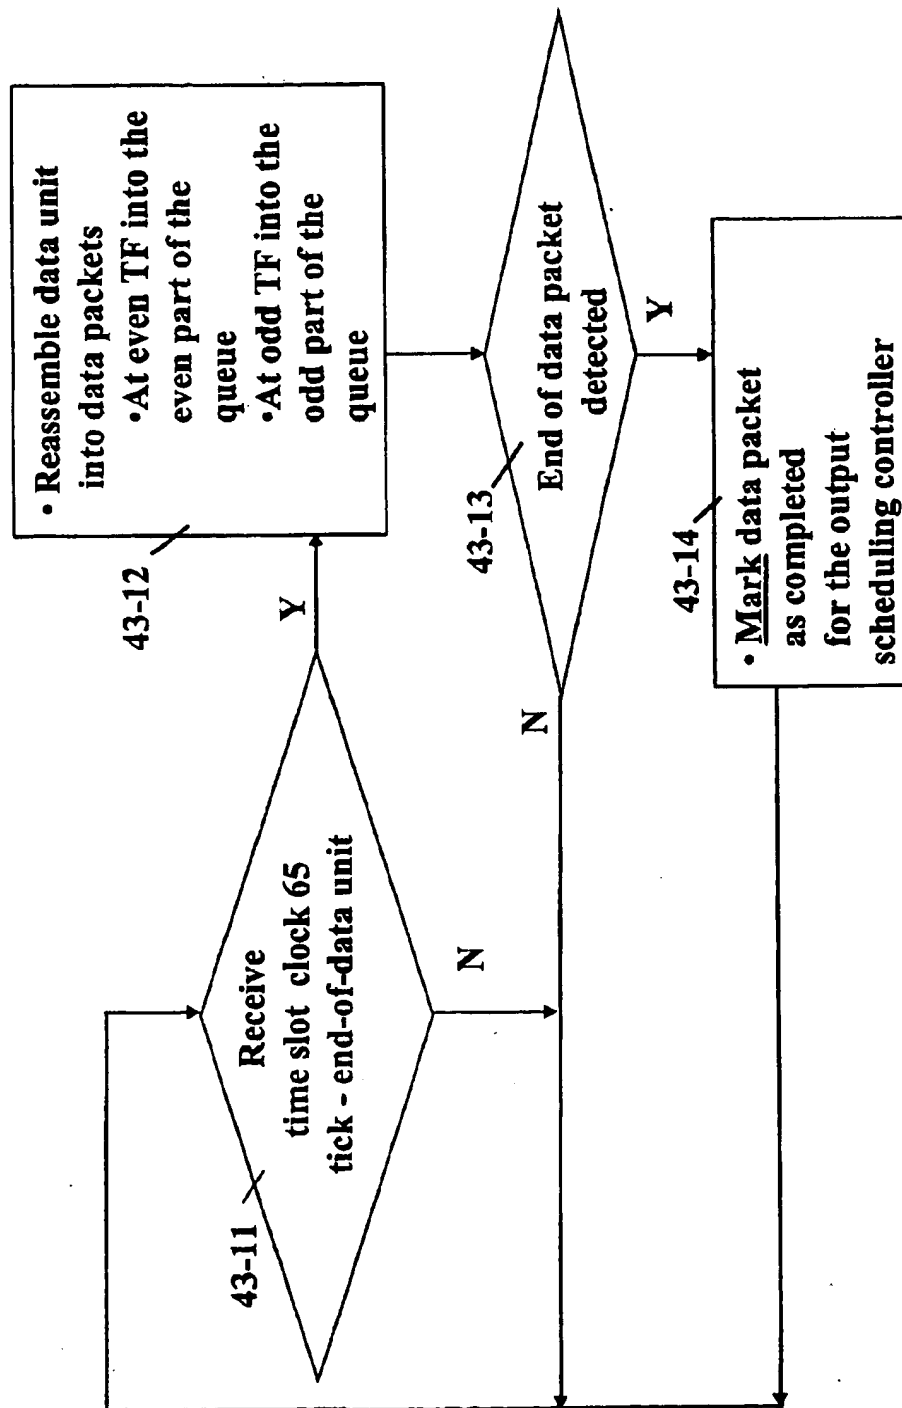 43-11
Receive
time slot clock 65
tick - end-of-data unit
Y
N
43-12
• Reassemble data unit
into data packets
•At even TF into the
even part of the
queue
•At odd TF into the
odd part of the
queue
43-13
End of data packet
detected
N
Y
43-14
• Mark data packet
as completed
for the output
scheduling controller